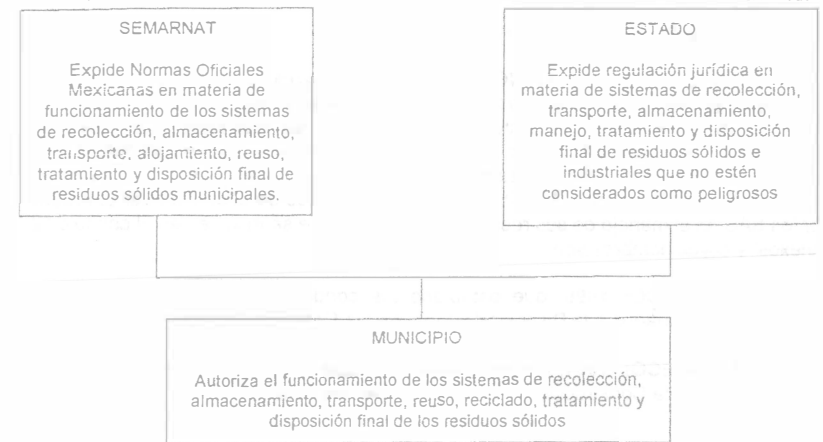 SEMARNAT
Expide Normas Oficiales
Mexicanas en materia de
funcionamiento de los sistemas
de recolección, almacenamiento,
transporte, alojamiento, reuso,
tratamiento y disposición final de
residuos sólidos municipales.
ESTADO
Expide regulación jurídica en
materia de sistemas de recolección,
transporte, almacenamiento,
manejo, tratamiento y disposición
final de residuos sólidos e
industriales que no estén
considerados como peligrosos
MUNICIPIO
Autoriza el funcionamiento de los sistemas de recolección,
almacenamiento, transporte, reuso, reciclado, tratamiento y
disposición final de los residuos sólidos